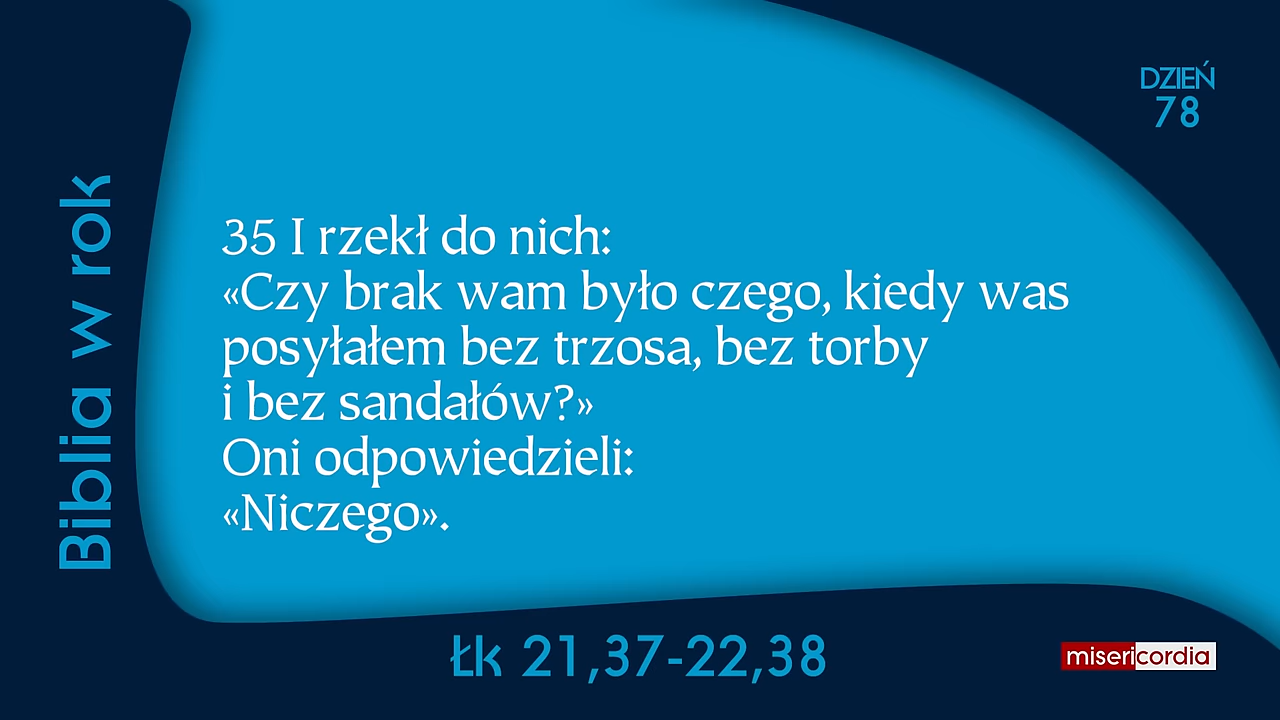 DZIEŃ
78
Biblia w rok
35 I rzekł do nich:
«Czy brak wam było czego, kiedy was
posyłałem bez trzosa, bez torby
i bez sandałów?»
Oni odpowiedzieli:
«Niczego».
Łk 21,37-22,38
misericordia